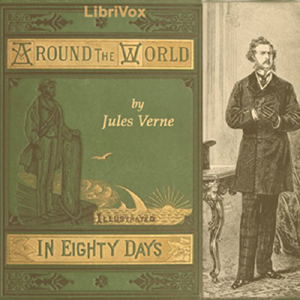 LibriVox
AROUND THE WORLD
by
Jules Verne
ILLUSTRATED
IN EIGHTY DAYS